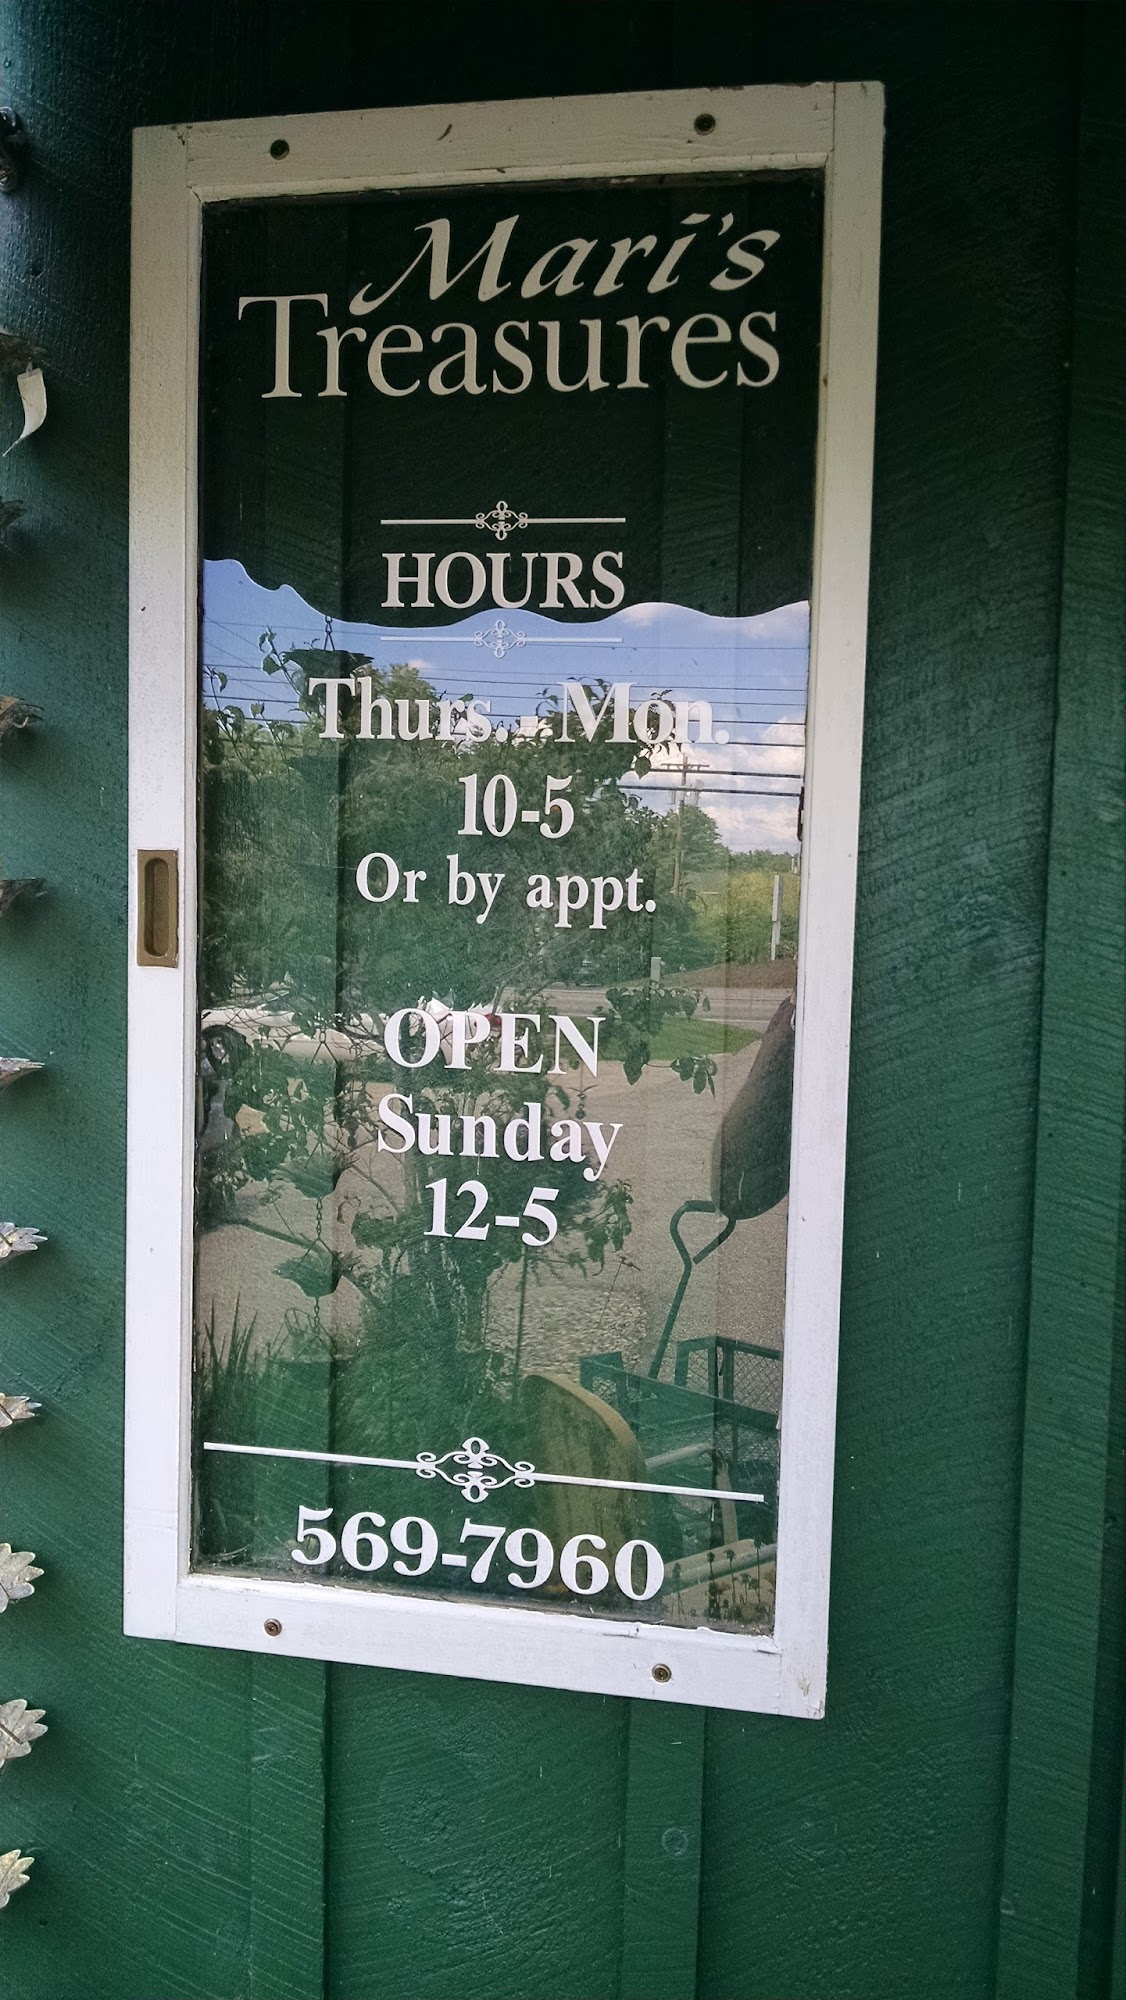 Mari's
Treasures
HOURS
Thurs. - Mon.
10-5
Or by appt.
OPEN
Sunday
12-5
569-7960